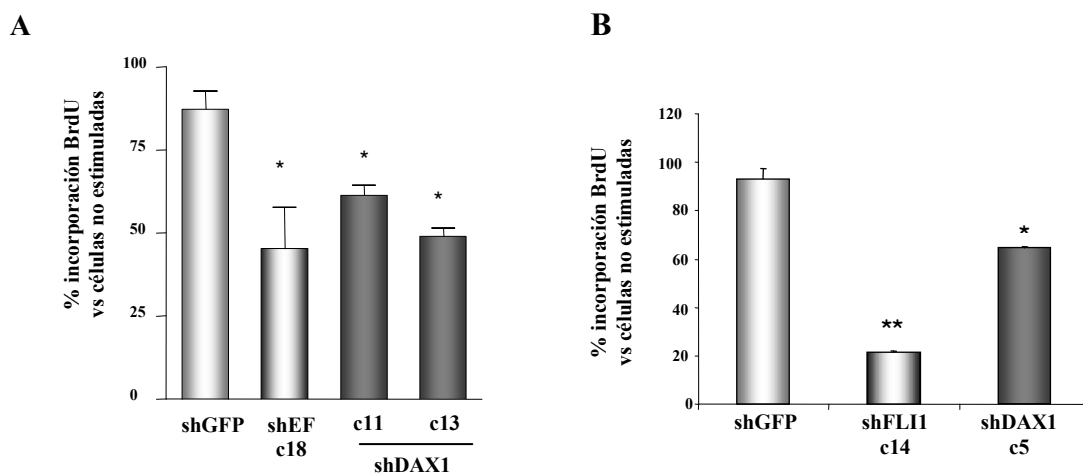 A
% incorporación BrdU
vs células no estimuladas
100
75
50
25
0
*
*
*
shGFP
shEF
c18
c11
c13
shDAX1
B
% incorporación BrdU
vs células no estimuladas
120
100
80
60
40
20
0
**
*
shGFP
shFLI1
c14
shDAX1
c5